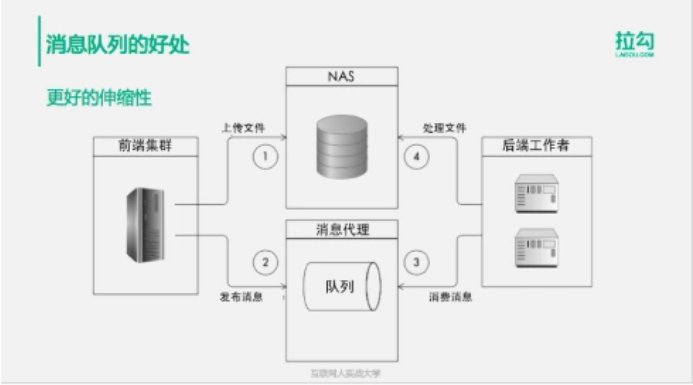 消息队列的好处
拉勾
LAGOU.COM
更好的伸缩性
NAS
上传文件
处理文件
前端集群
后端工作者
1
4
消息代理
2
3
队列
发布消息
消费消息
互联网人实战大学